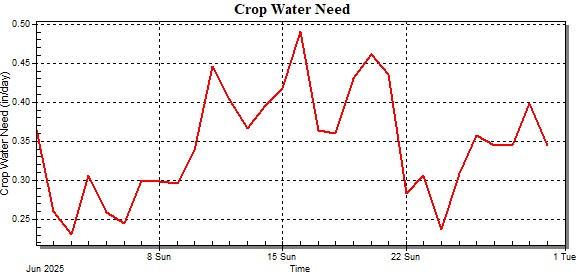 Crop Water Need
0.50
0.45
0.40
0.35
0.30
0.25
Crop Water Need (in/day)
8 Sun
15 Sun
22 Sun
1 Tue
Jun 2025
Time